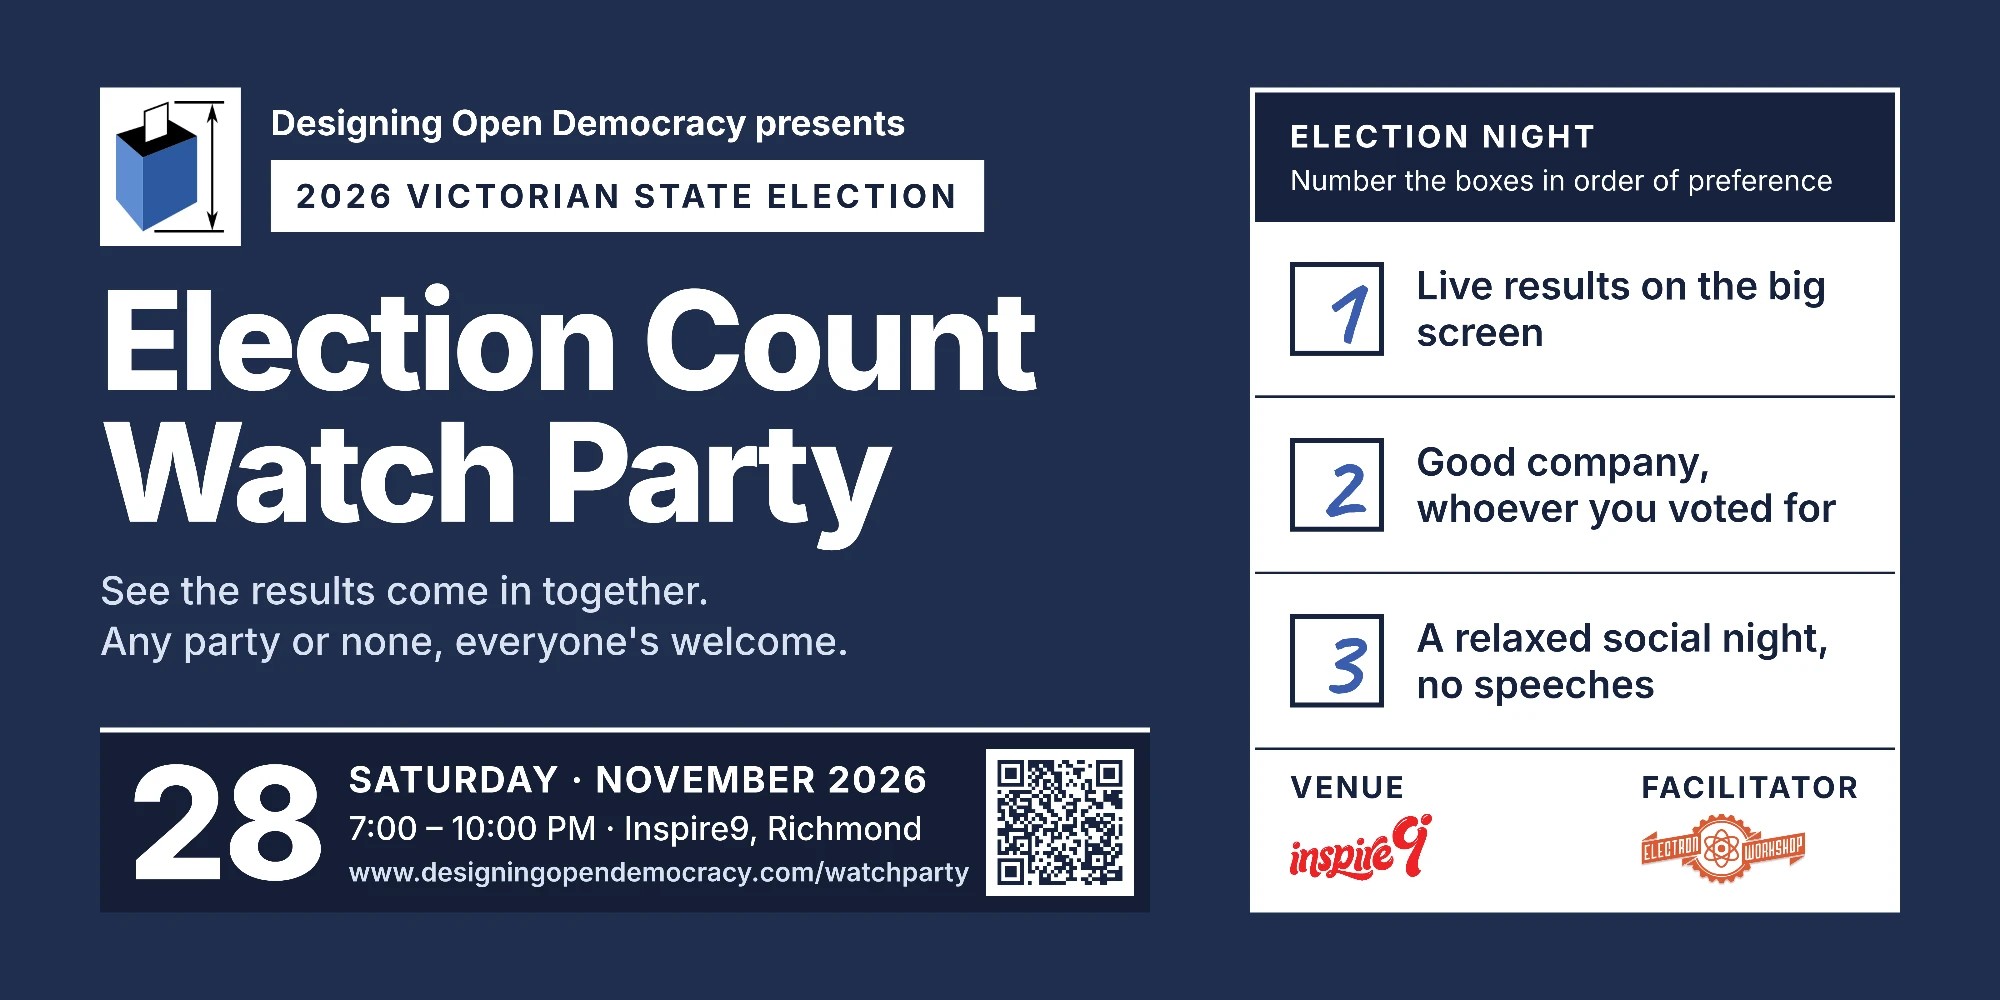 Designing Open Democracy presents
2026 VICTORIAN STATE ELECTION
Election Count
Watch Party
See the results come in together.
Any party or none, everyone's welcome.
28
SATURDAY · NOVEMBER 2026
7:00 – 10:00 PM · Inspire9, Richmond
www.designingopendemocracy.com/watchparty
ELECTION NIGHT
Number the boxes in order of preference
1
Live results on the big
screen
2
Good company,
whoever you voted for
3
A relaxed social night,
no speeches
VENUE
inspire9
FACILITATOR
ELECTRON WORKSHOP